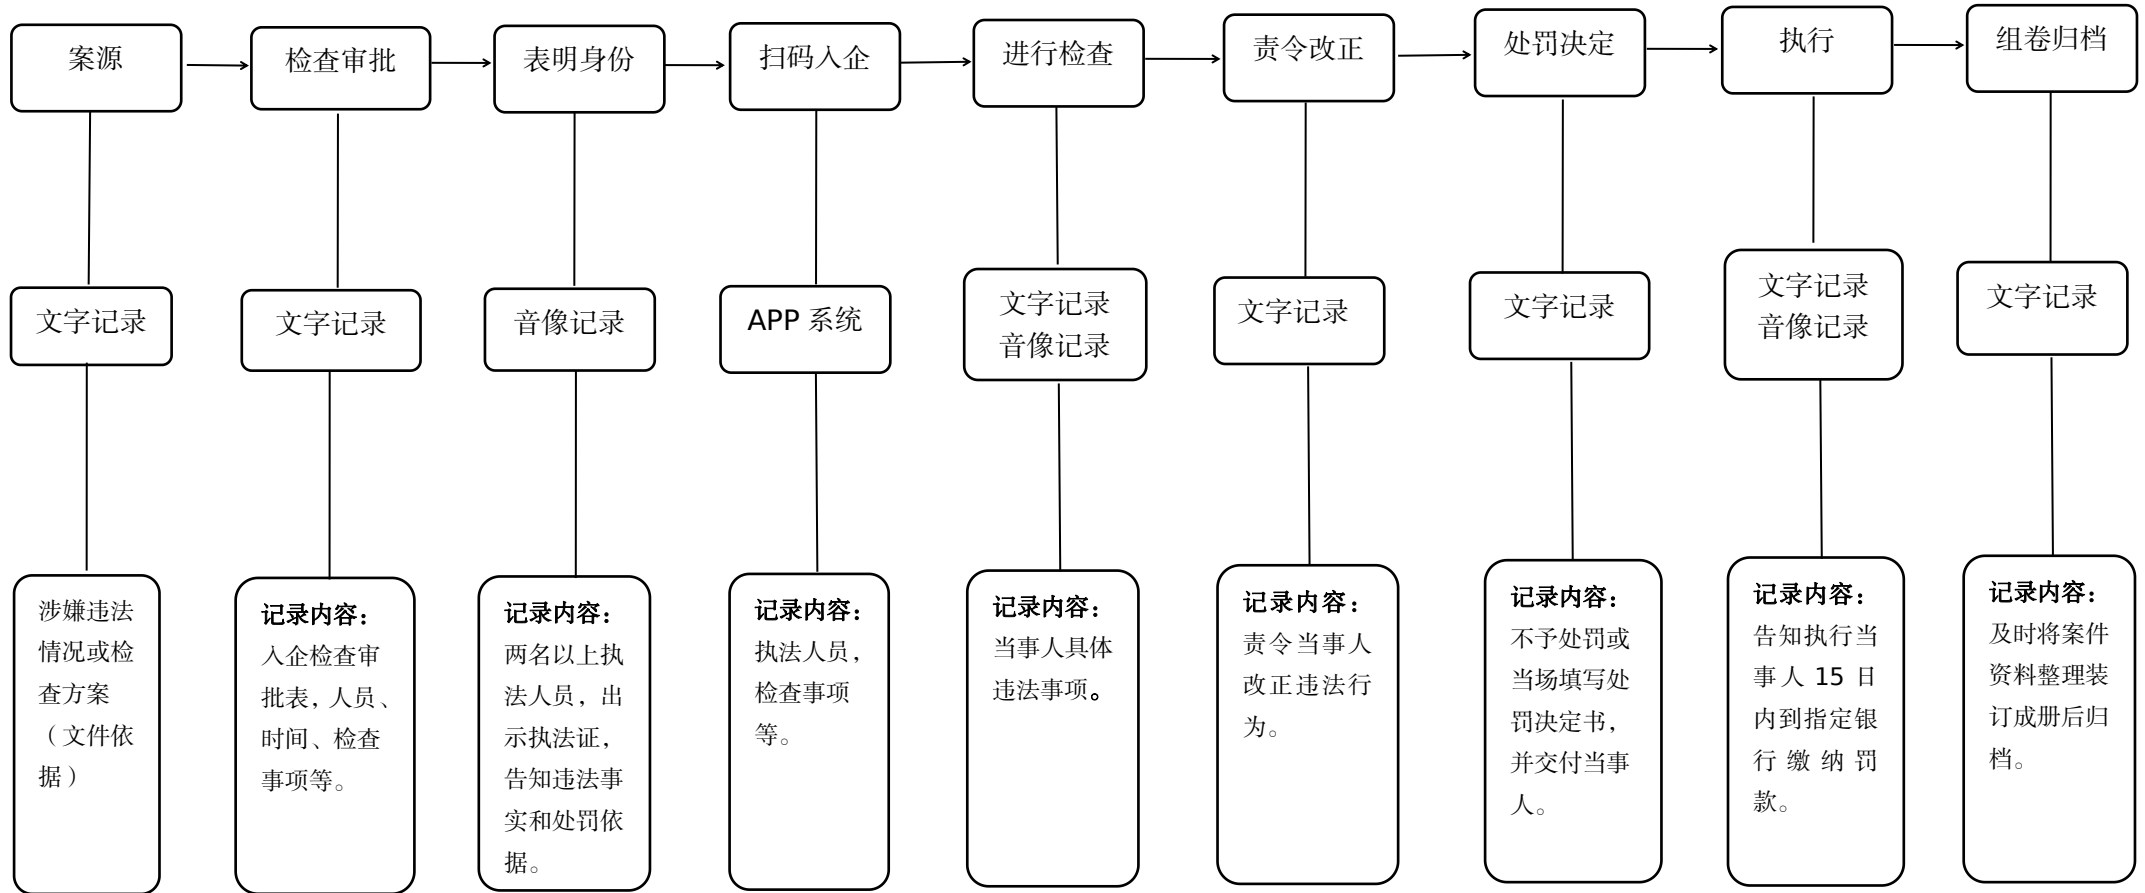 案源
检查审批
表明身份
扫码入企
进行检查
责令改正
处罚决定
执行
组卷归档
文字记录
文字记录
音像记录
APP 系统
文字记录
音像记录
文字记录
文字记录
文字记录
音像记录
文字记录
涉嫌违法
情况或检
查方案
（文件依
据）
记录内容：
入企检查审
批表，人员、
时间、检查
事项等。
记录内容：
两名以上执
法人员，出
示执法证，
告知违法事
实和处罚依
据。
记录内容：
执法人员，
检查事项
等。
记录内容：
当事人具体
违法事项。
记录内容：
责令当事人
改正违法行
为。
记录内容：
不予处罚或
当场填写处
罚决定书，
并交付当事
人。
记录内容：
告知执行当
事人 15 日
内到指定银
行缴纳罚
款。
记录内容：
及时将案件
资料整理装
订成册后归
档。